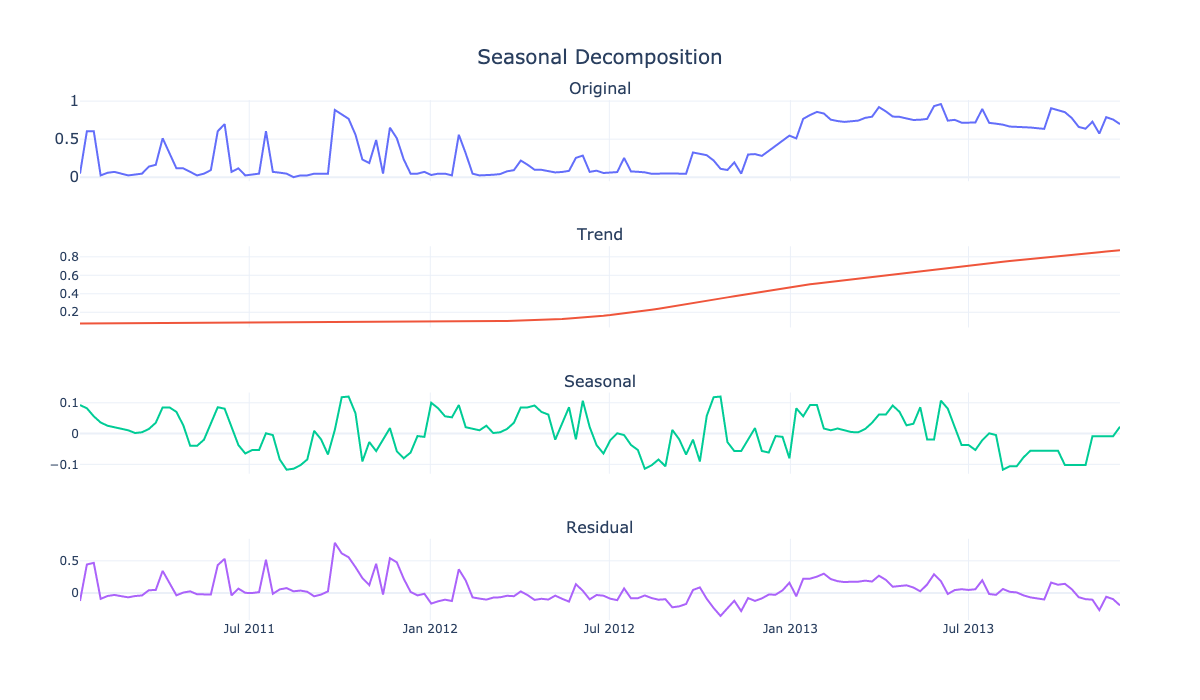 Seasonal Decomposition
Original
1
0.5
0
Trend
0.8
0.6
0.4
0.2
Seasonal
0.1
0
−0.1
Residual
0.5
0
Jul 2011 Jan 2012 Jul 2012 Jan 2013 Jul 2013